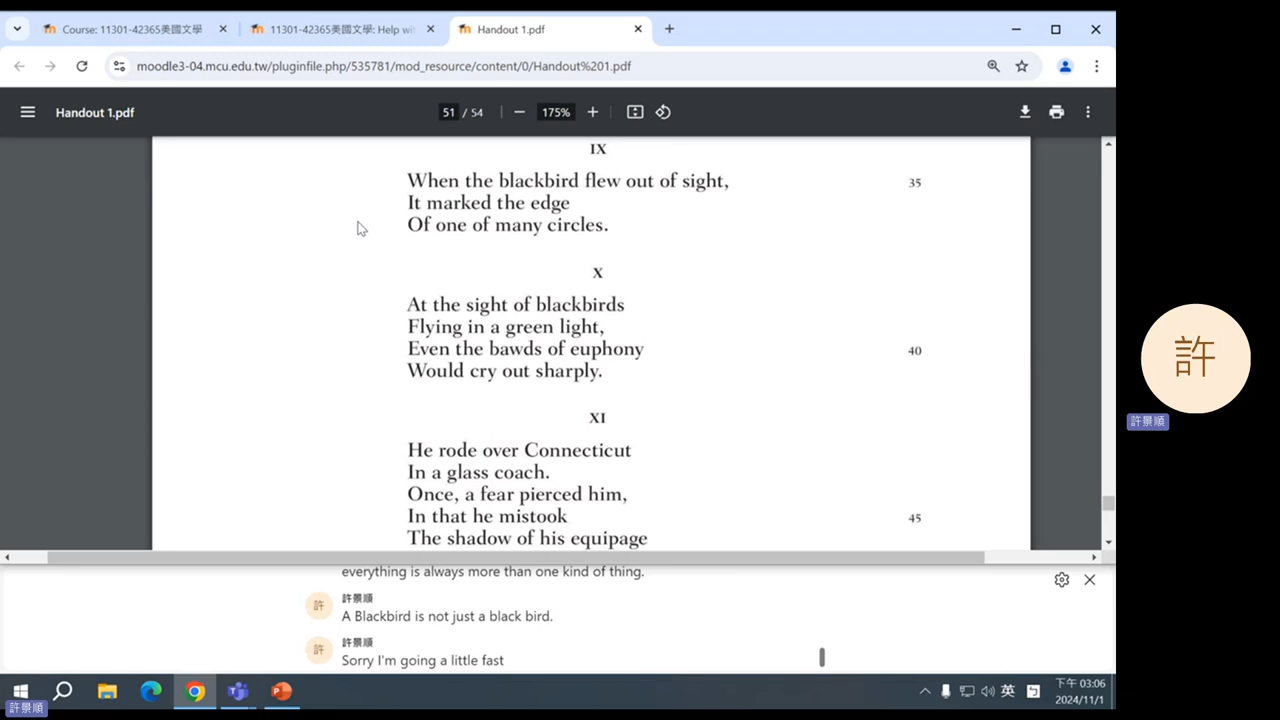 Course: 11301-42365美國文學
11301-42365美國文學: Help wi
Handout 1.pdf
moodle3-04.mcu.edu.tw/pluginfile.php/535781/mod_resource/content/0/Handout%201.pdf
Handout 1.pdf
51 / 54
175%
IX
When the blackbird flew out of sight,
35
It marked the edge
Of one of many circles.
X
At the sight of blackbirds
Flying in a green light,
Even the bawds of euphony
40
Would cry out sharply.
XI
He rode over Connecticut
In a glass coach.
Once, a fear pierced him,
In that he mistook
45
The shadow of his equipage
everything is always more than one kind of thing.
許
許景順
A Blackbird is not just a black bird.
許
許景順
Sorry I'm going a little fast
許
許景順
英
ㄅ
下午 03:06
2024/11/1
許景順